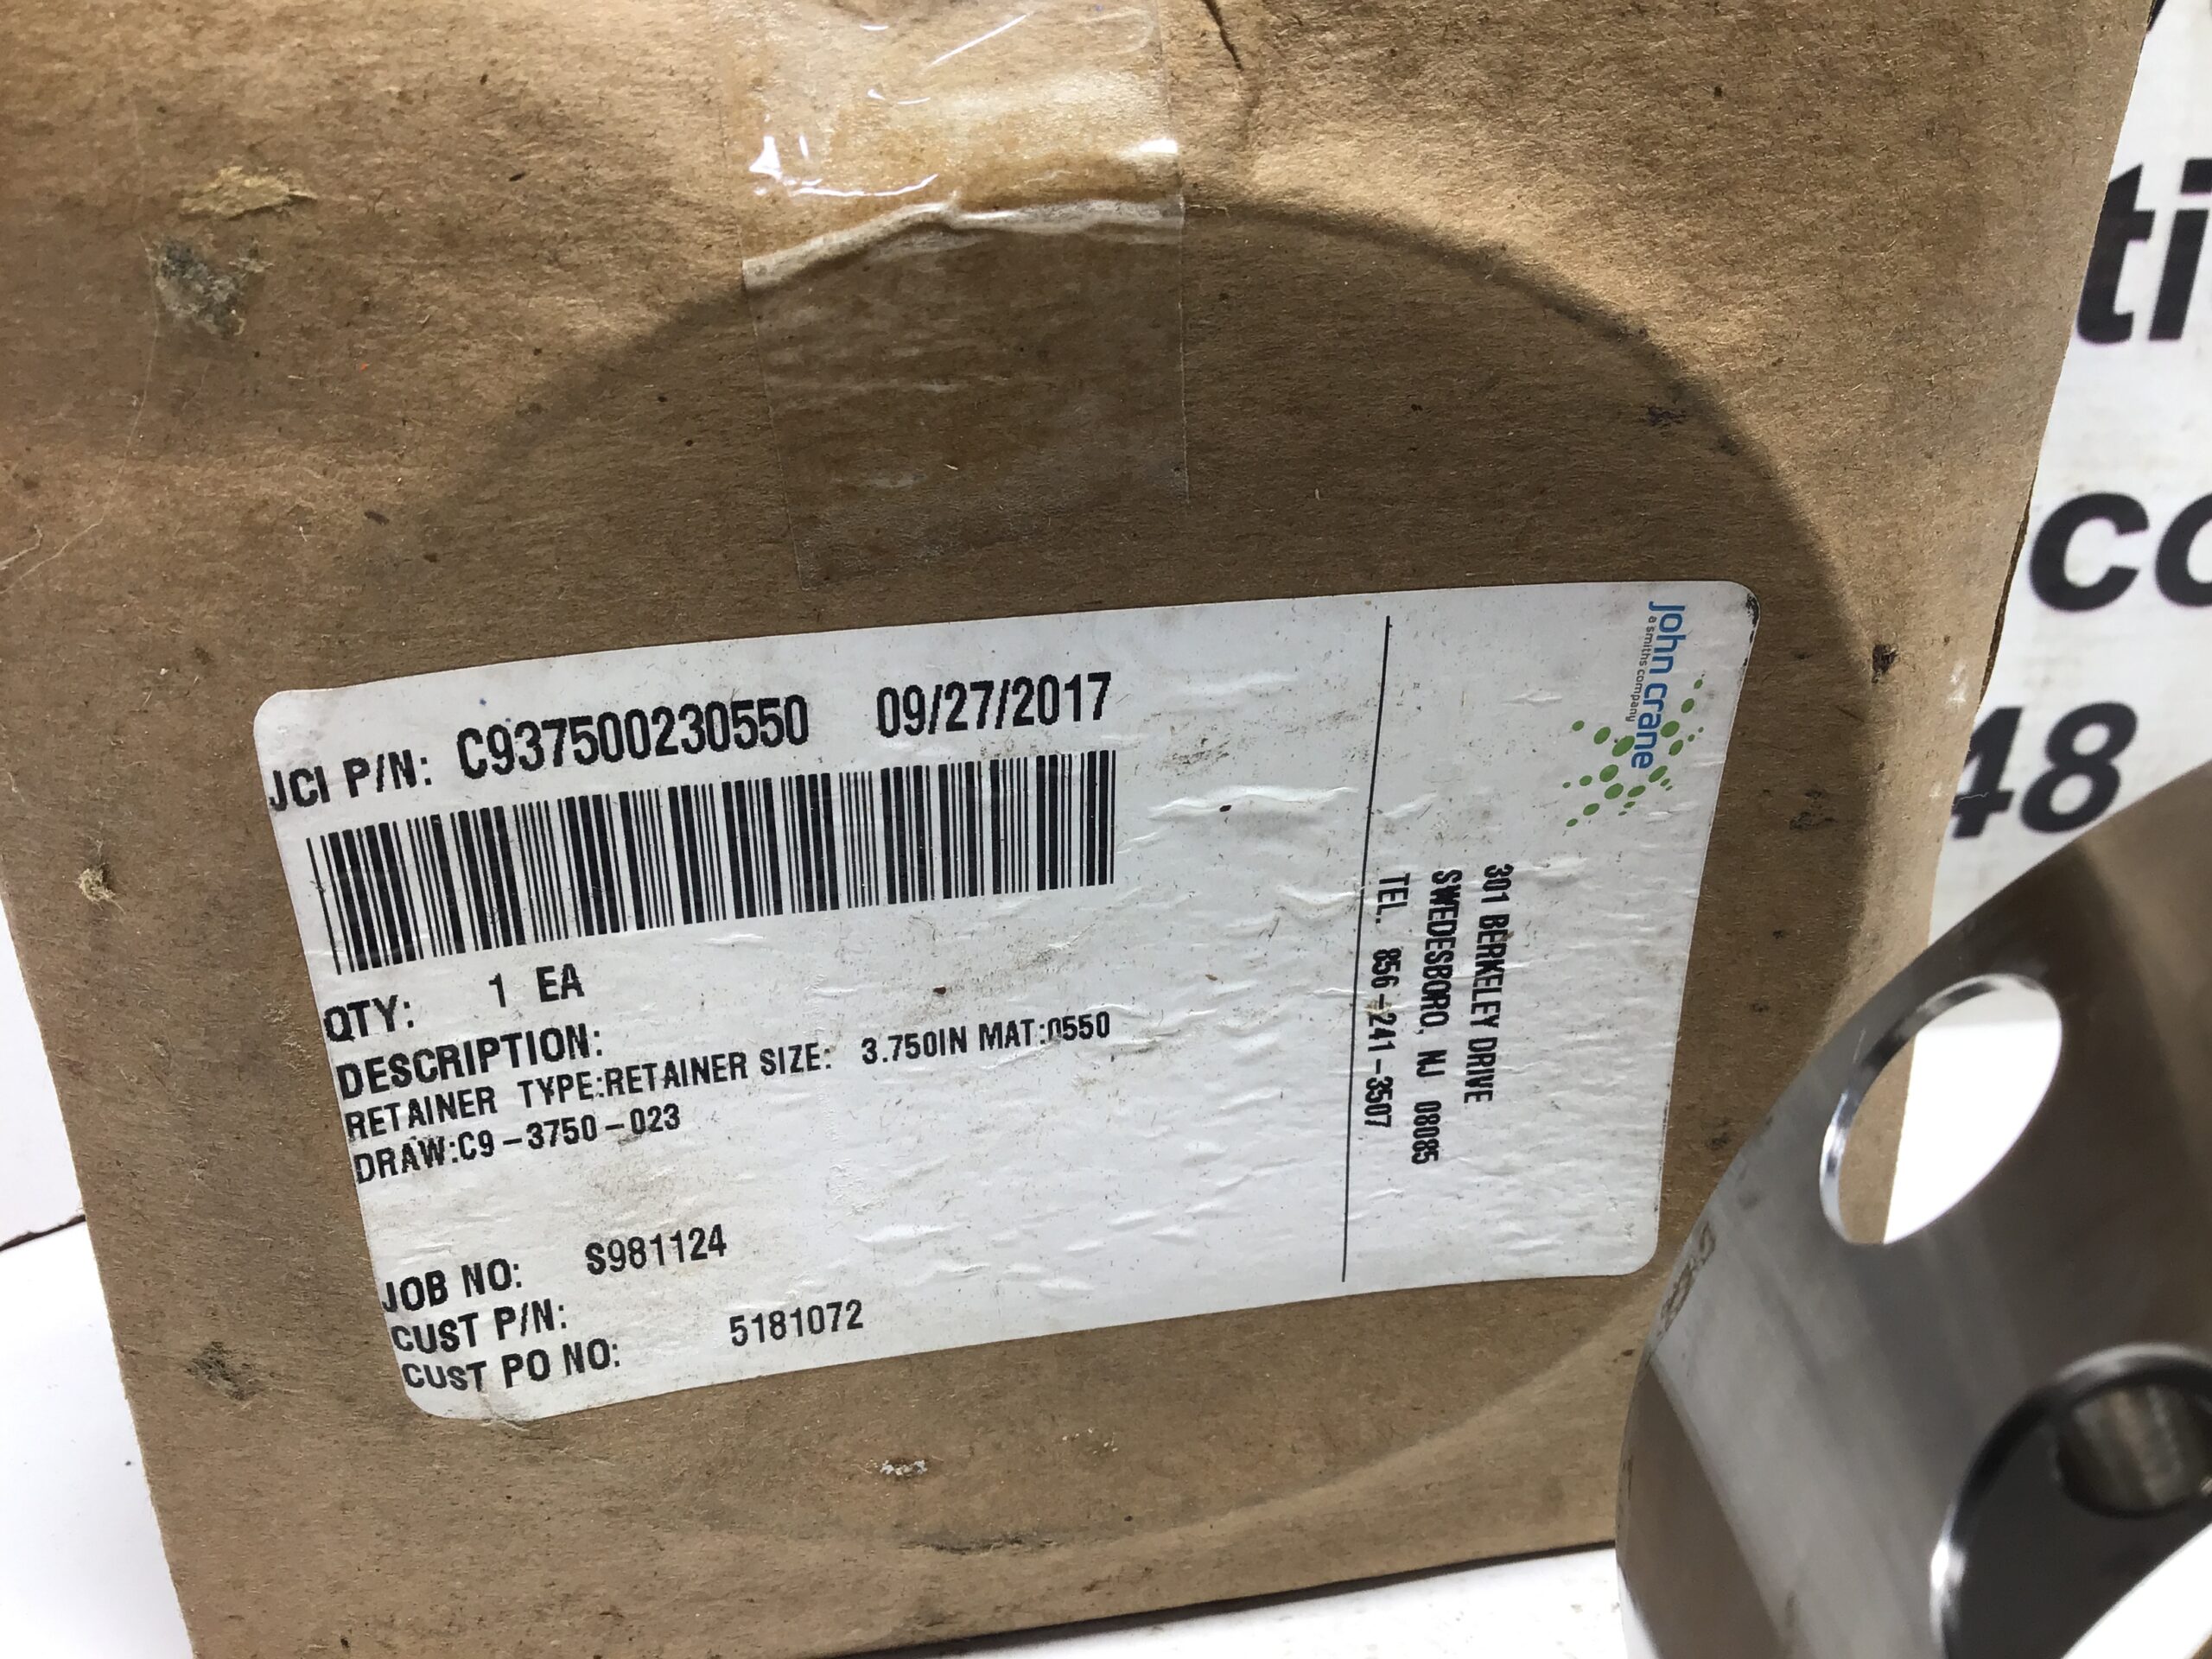 JCI P/N: C937500230550 09/27/2017
QTY: 1 EA
DESCRIPTION:
RETAINER TYPE:RETAINER SIZE: 3.750IN MAT:0550
DRAW:C9-3750-023
JOB NO: S981124
CUST P/N:
CUST PO NO: 5181072
john crane
a smiths company
301 BERKELEY DRIVE
SWEDESBORO, NJ 08085
TEL. 856-241-3507
ti
co
48